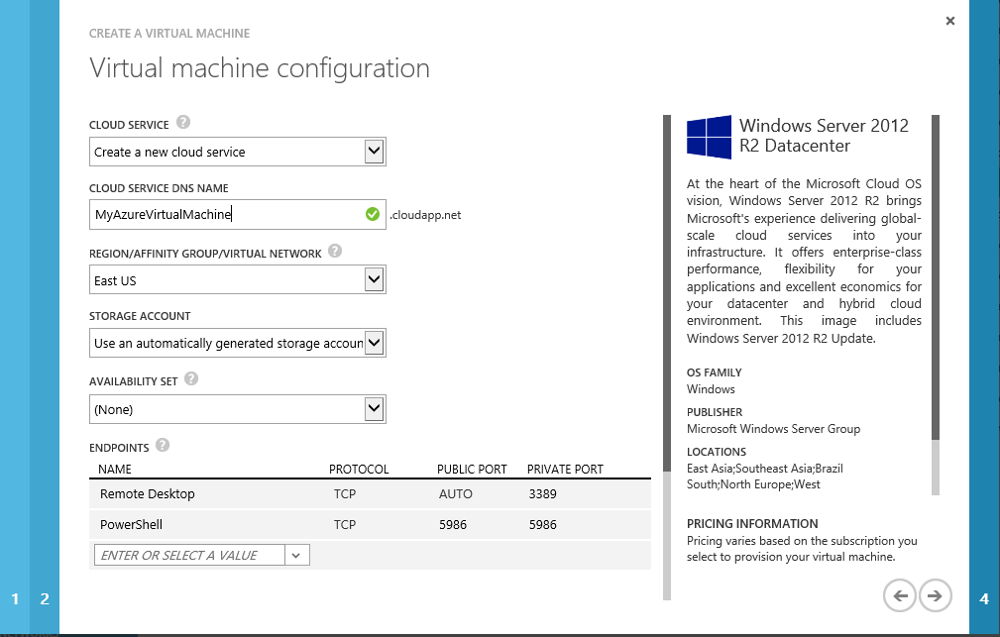 CREATE A VIRTUAL MACHINE
Virtual machine configuration
CLOUD SERVICE ?
Create a new cloud service
CLOUD SERVICE DNS NAME
MyAzureVirtualMachine .cloudapp.net
REGION/AFFINITY GROUP/VIRTUAL NETWORK ?
East US
STORAGE ACCOUNT
Use an automatically generated storage accoun
AVAILABILITY SET ?
(None)
ENDPOINTS ?
NAME PROTOCOL PUBLIC PORT PRIVATE PORT
Remote Desktop TCP AUTO 3389
PowerShell TCP 5986 5986
ENTER OR SELECT A VALUE
Windows Server 2012
R2 Datacenter
At the heart of the Microsoft Cloud OS
vision, Windows Server 2012 R2 brings
Microsoft's experience delivering global-
scale cloud services into your
infrastructure. It offers enterprise-class
performance, flexibility for your
applications and excellent economics for
your datacenter and hybrid cloud
environment. This image includes
Windows Server 2012 R2 Update.
OS FAMILY
Windows
PUBLISHER
Microsoft Windows Server Group
LOCATIONS
East Asia;Southeast Asia;Brazil
South;North Europe;West
PRICING INFORMATION
Pricing varies based on the subscription you
select to provision your virtual machine.
1 2 4